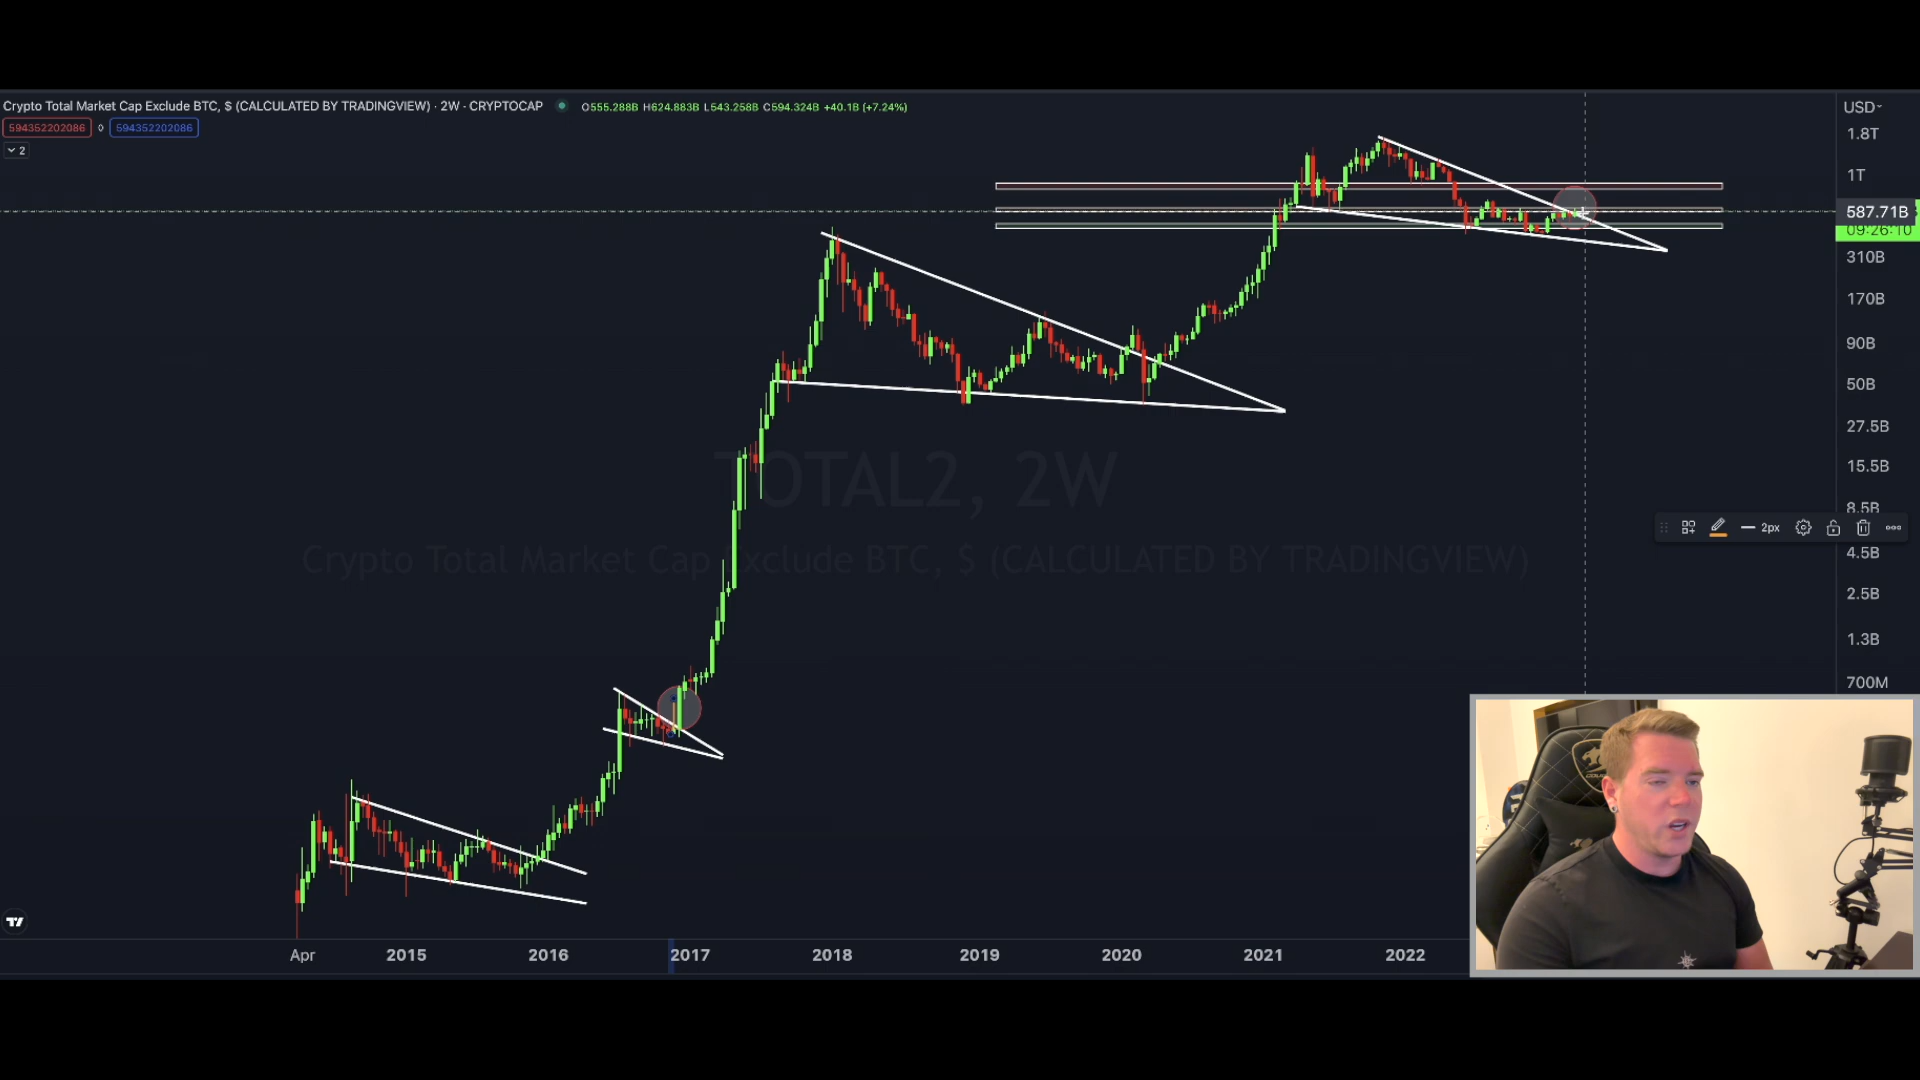 Crypto Total Market Cap Exclude BTC, $ (CALCULATED BY TRADINGVIEW) · 2W · CRYPTOCAP O555.288B H624.883B L543.258B C594.324B +40.1B (+7.24%)
594352202086 0 594352202086
2
USD
1.8T
1T
587.71B
09:26:10
310B
170B
90B
50B
27.5B
15.5B
8.5B
4.5B
2.5B
1.3B
700M
TOTAL2, 2W
Crypto Total Market Cap Exclude BTC, $ (CALCULATED BY TRADINGVIEW)
2px
Apr 2015 2016 2017 2018 2019 2020 2021 2022